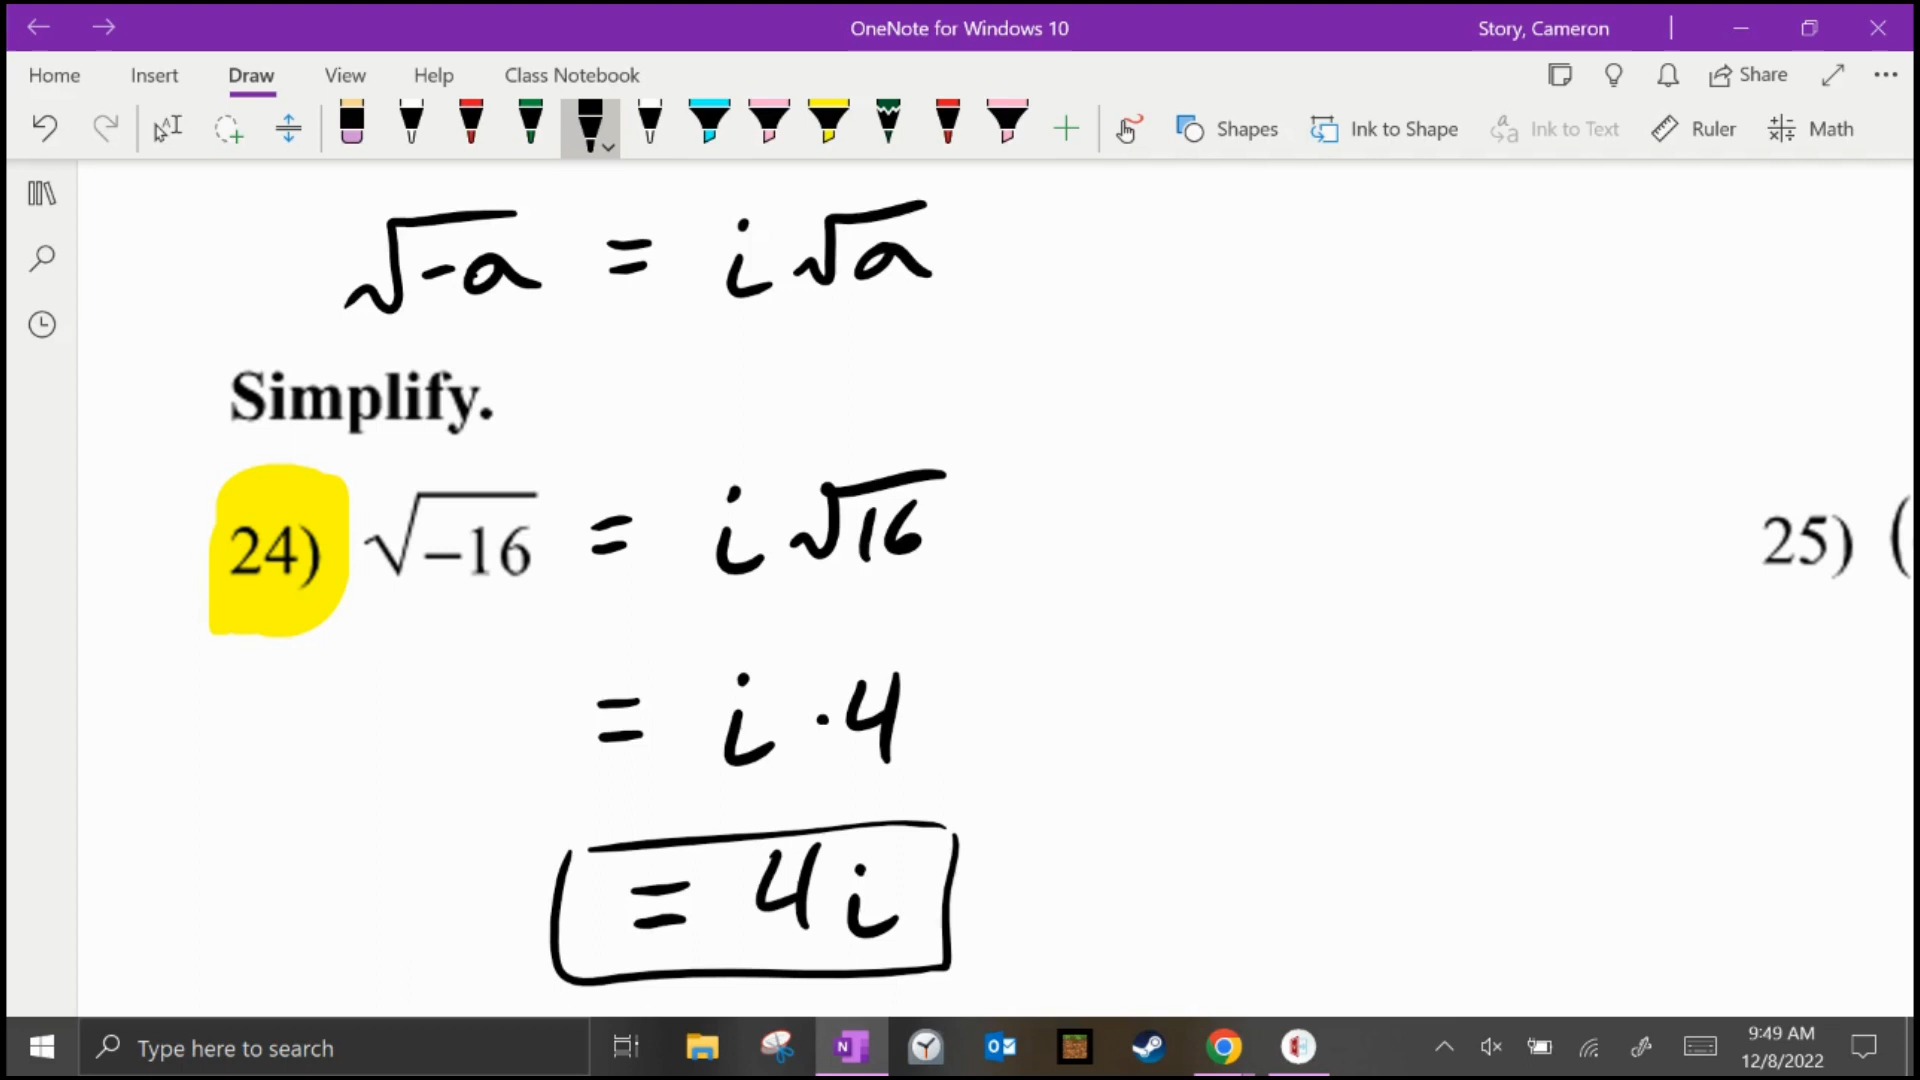 OneNote for Windows 10
Story, Cameron
Home Insert Draw View Help Class Notebook
Share
Shapes Ink to Shape Ink to Text Ruler Math
√-a = i √a
Simplify.
24) √−16 = i √16
25) (
= i · 4
= 4i
Type here to search
9:49 AM
12/8/2022